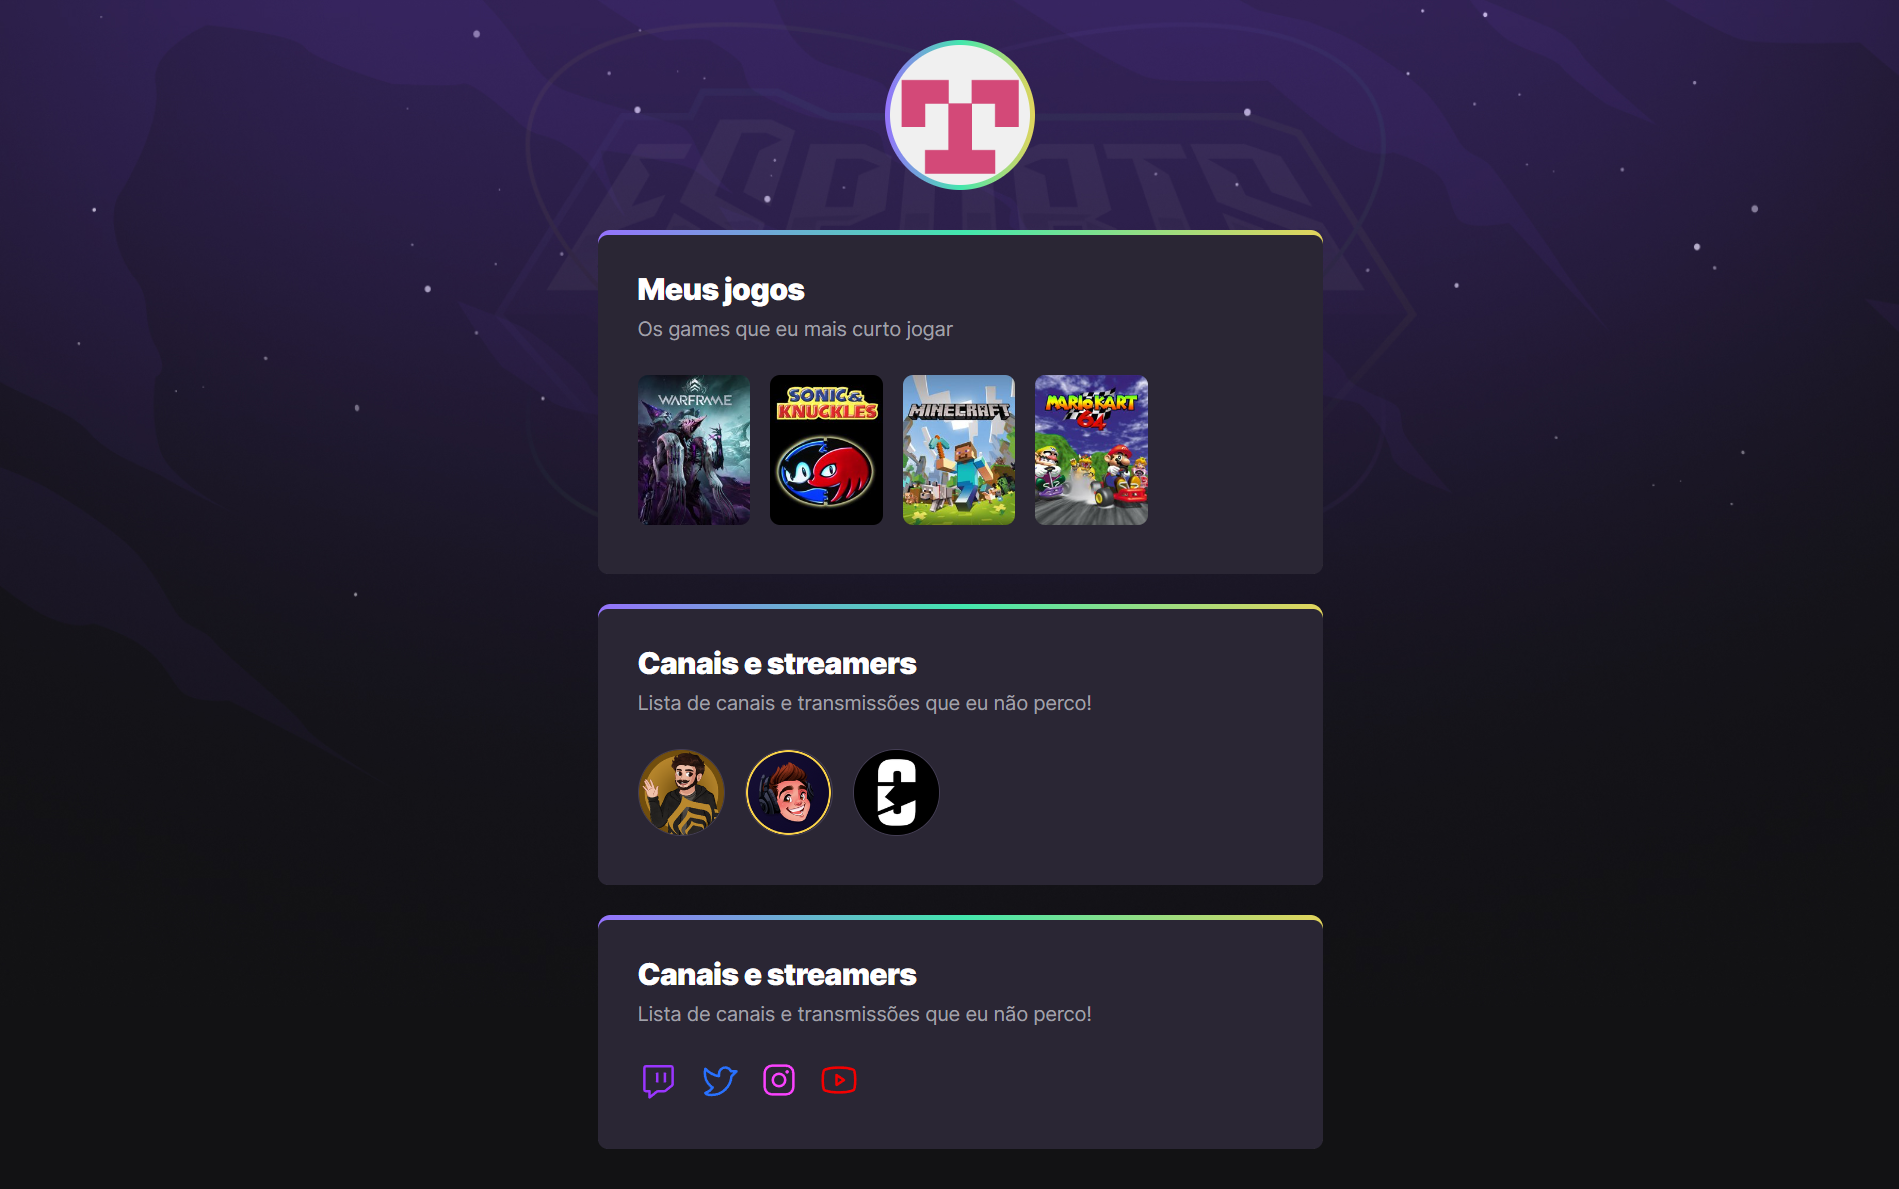 ESPORTS
Meus jogos
Os games que eu mais curto jogar
WARFRAME
SONIC &
KNUCKLES
MINECRAFT
MARIO KART
64
Canais e streamers
Lista de canais e transmissões que eu não perco!
Canais e streamers
Lista de canais e transmissões que eu não perco!